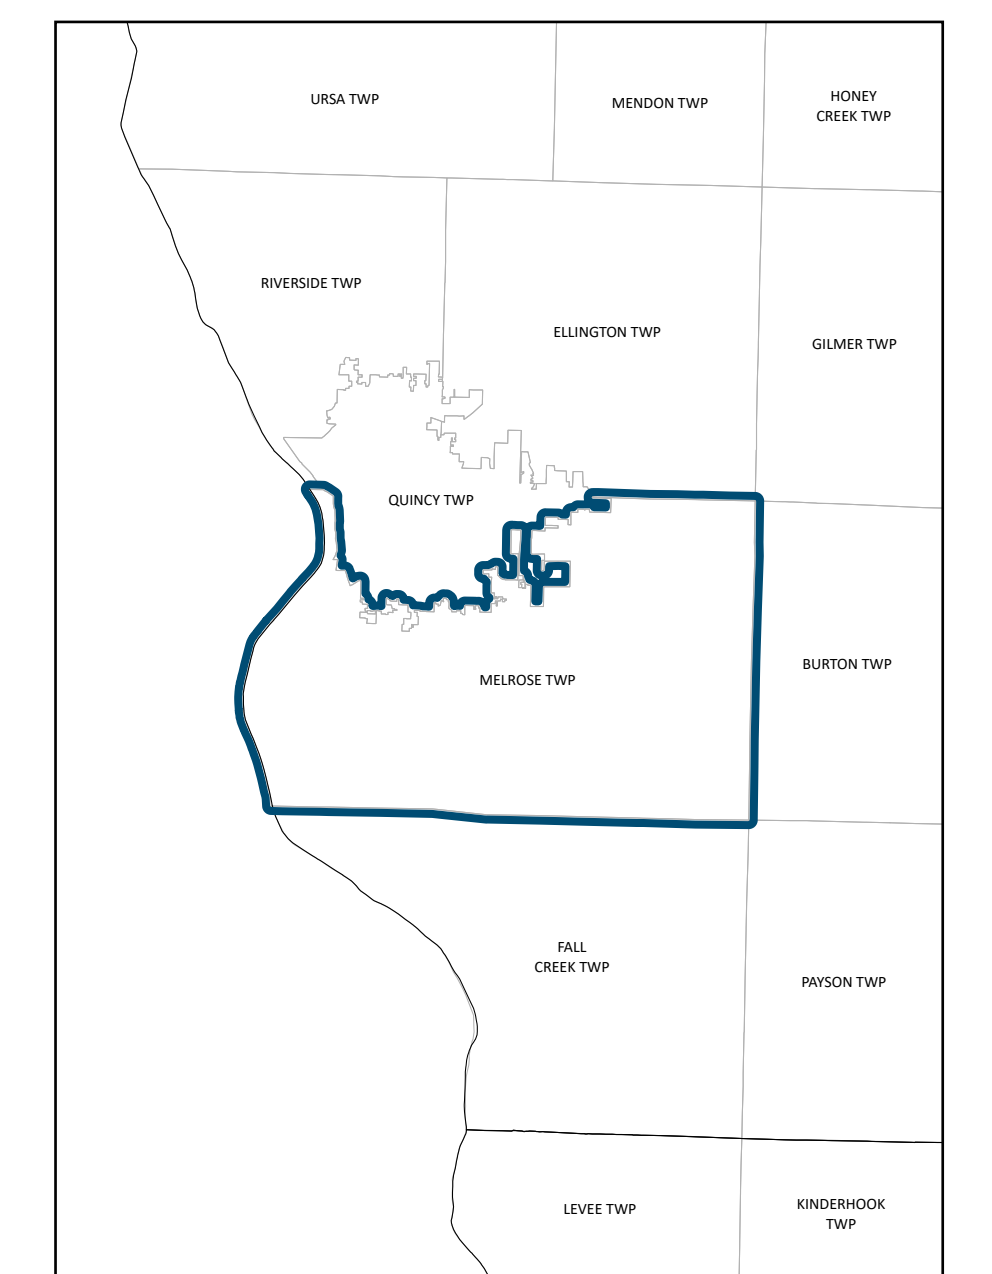 URSA TWP
MENDON TWP
HONEY
CREEK TWP
RIVERSIDE TWP
ELLINGTON TWP
GILMER TWP
QUINCY TWP
MELROSE TWP
BURTON TWP
FALL
CREEK TWP
PAYSON TWP
LEVEE TWP
KINDERHOOK
TWP